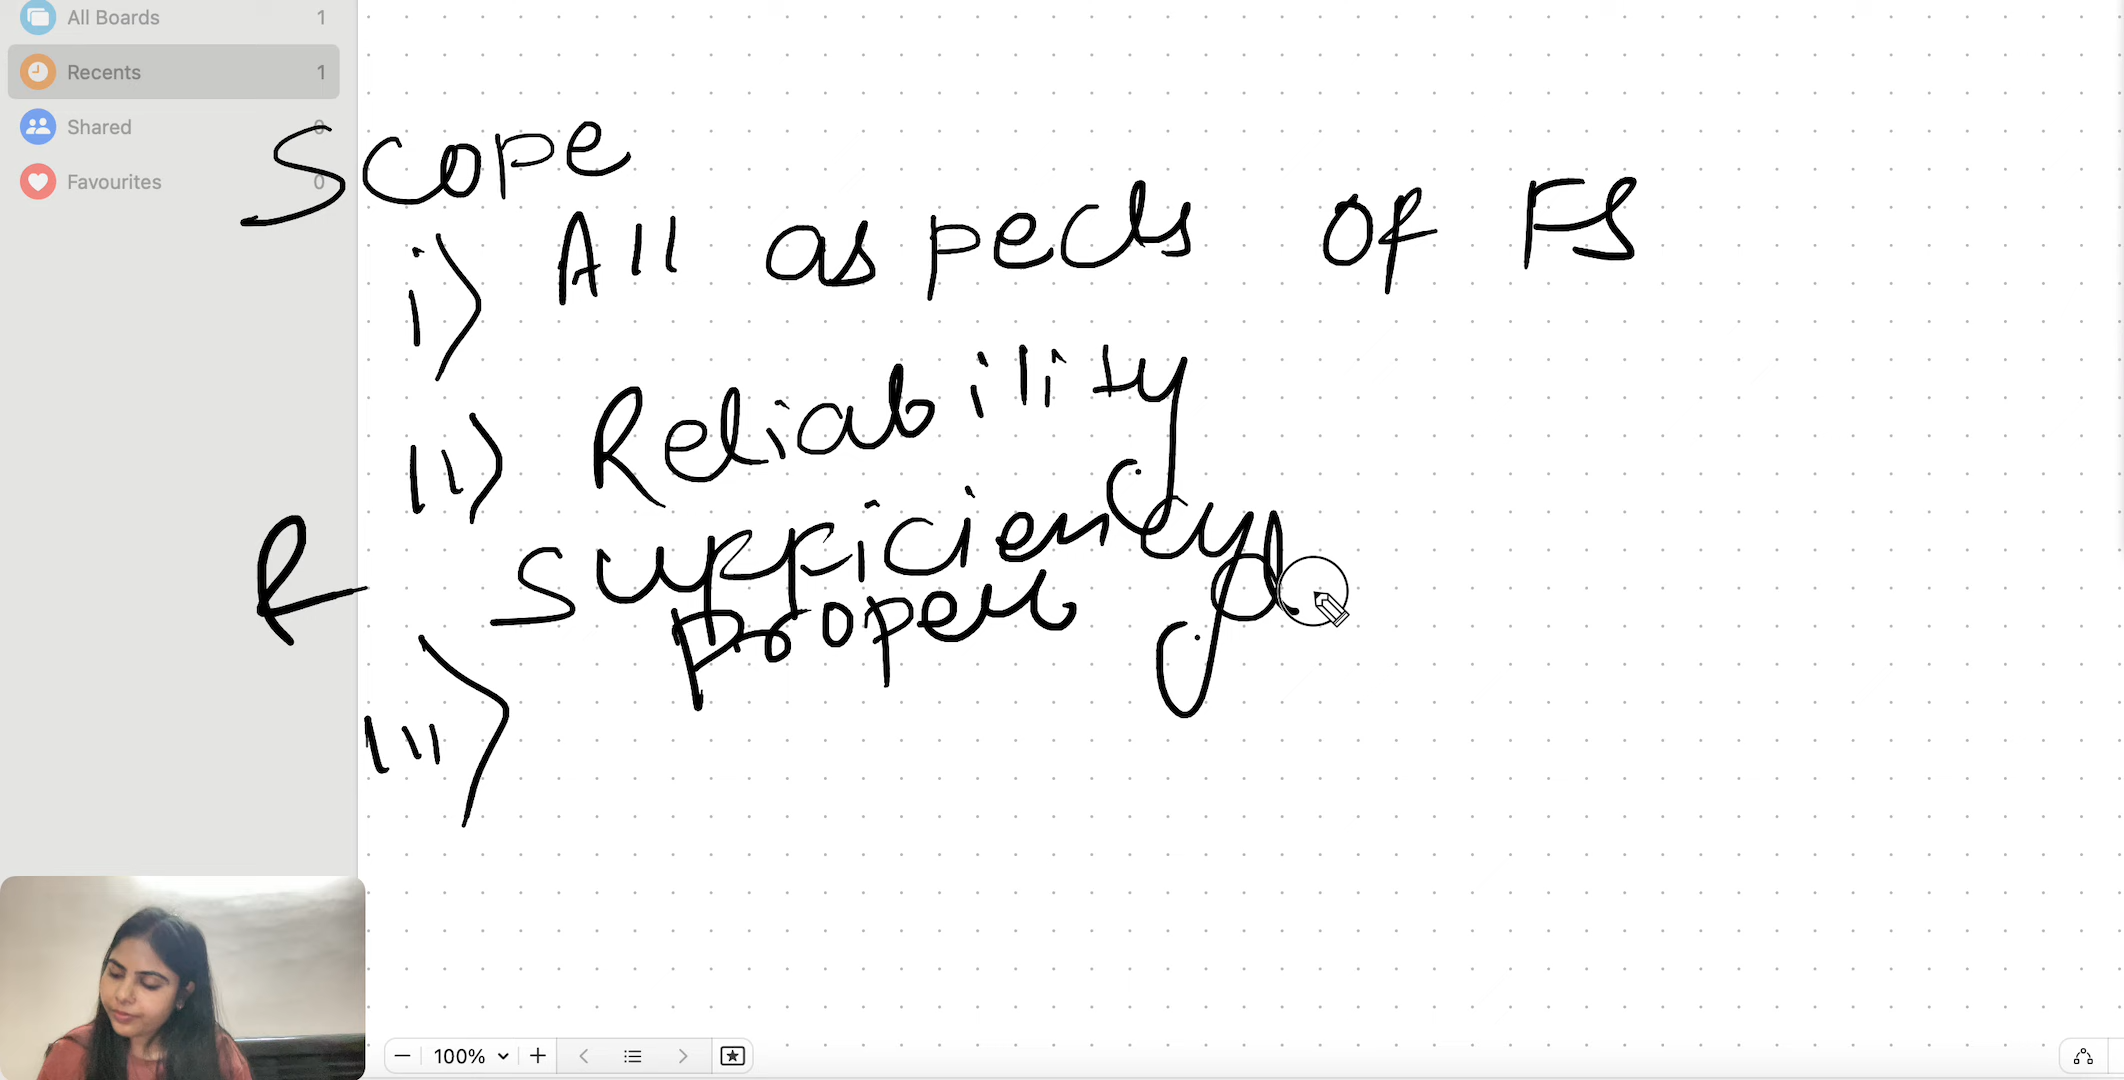 All Boards 1
Recents 1
Shared 0
Favourites 0
Scope
i) All aspects of FS
ii) Reliability
R sufficiency
proper d
iii)
100%